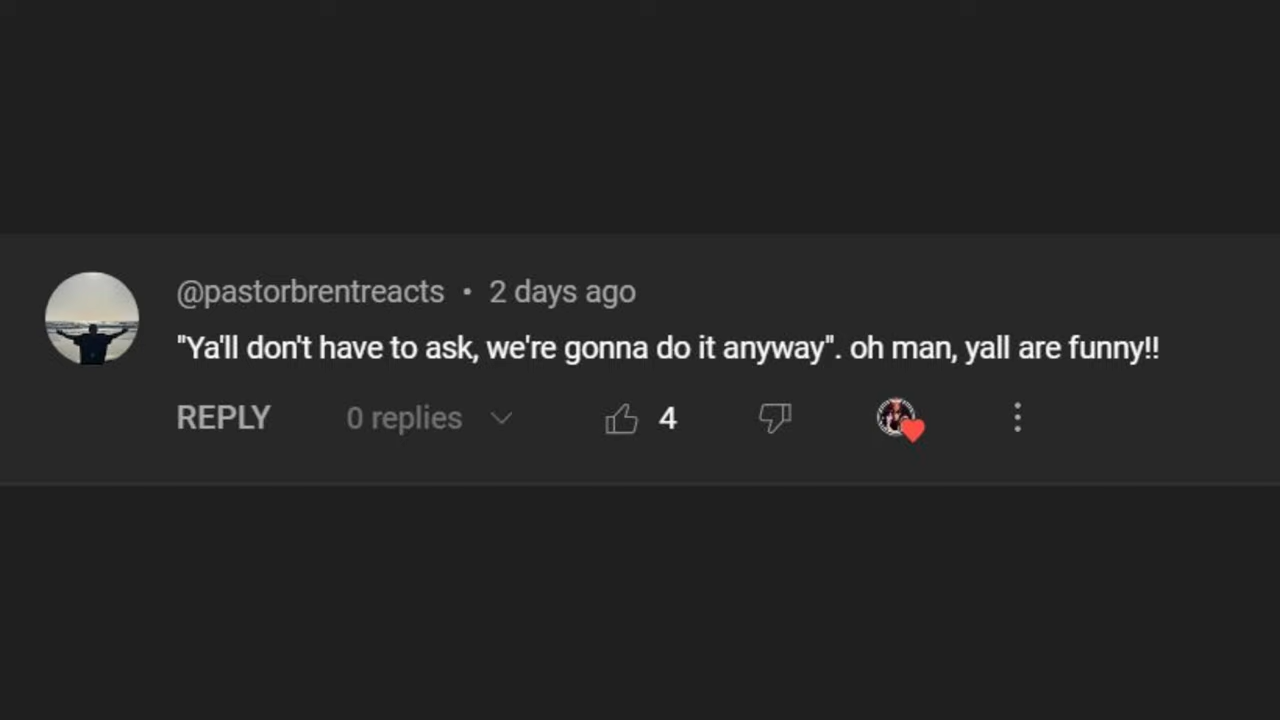 @pastorbrentreacts • 2 days ago
"Ya'll don't have to ask, we're gonna do it anyway". oh man, yall are funny!!
REPLY 0 replies 4